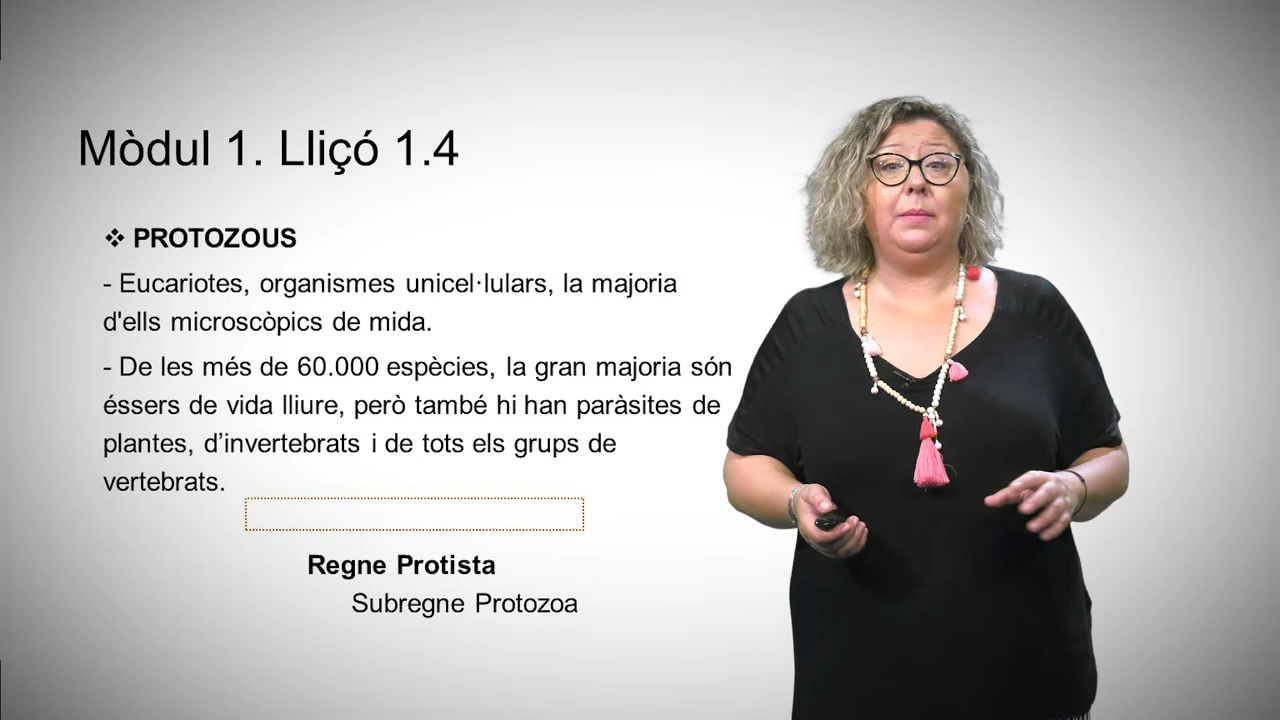 Mòdul 1. Lliçó 1.4
❖ PROTOZOUS
- Eucariotes, organismes unicel·lulars, la majoria
d'ells microscòpics de mida.
- De les més de 60.000 espècies, la gran majoria són
éssers de vida lliure, però també hi han paràsites de
plantes, d’invertebrats i de tots els grups de
vertebrats.
Regne Protista
Subregne Protozoa